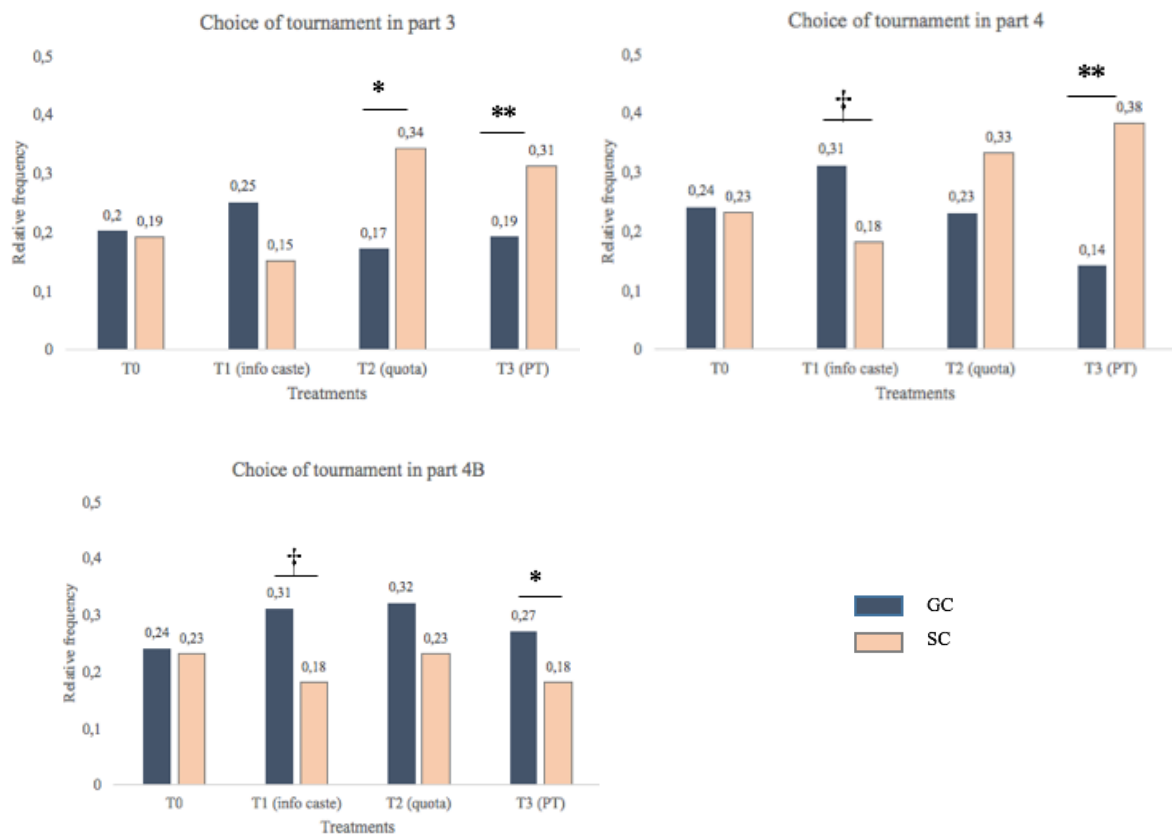 Choice of tournament in part 3
Relative frequency
0,5
0,4
0,3
0,2
0,1
0
0,2
0,19
0,25
0,15
*
0,17
0,34
**
0,19
0,31
T0
T1 (info caste)
T2 (quota)
T3 (PT)
Treatments
Choice of tournament in part 4
Relative frequency
0,5
0,4
0,3
0,2
0,1
0
0,24
0,23
‡
0,31
0,18
0,23
0,33
**
0,14
0,38
T0
T1 (info caste)
T2 (quota)
T3 (PT)
Treatments
Choice of tournament in part 4B
Relative frequency
0,5
0,4
0,3
0,2
0,1
0
0,24
0,23
‡
0,31
0,18
0,32
0,23
*
0,27
0,18
T0
T1 (info caste)
T2 (quota)
T3 (PT)
Treatments
GC
SC